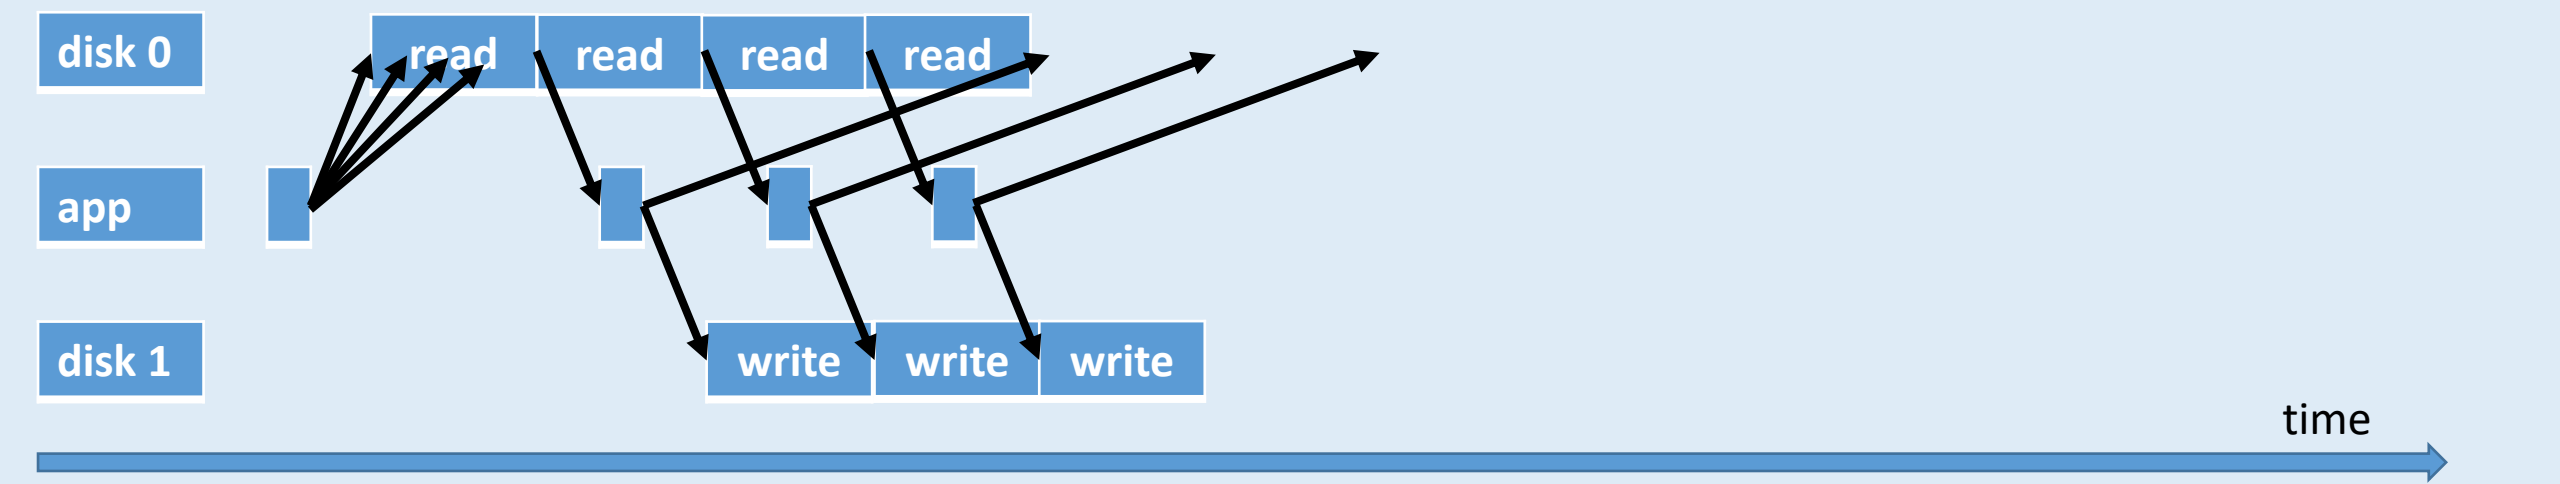 disk 0
read
read
read
read
app
disk 1
write
write
write
time